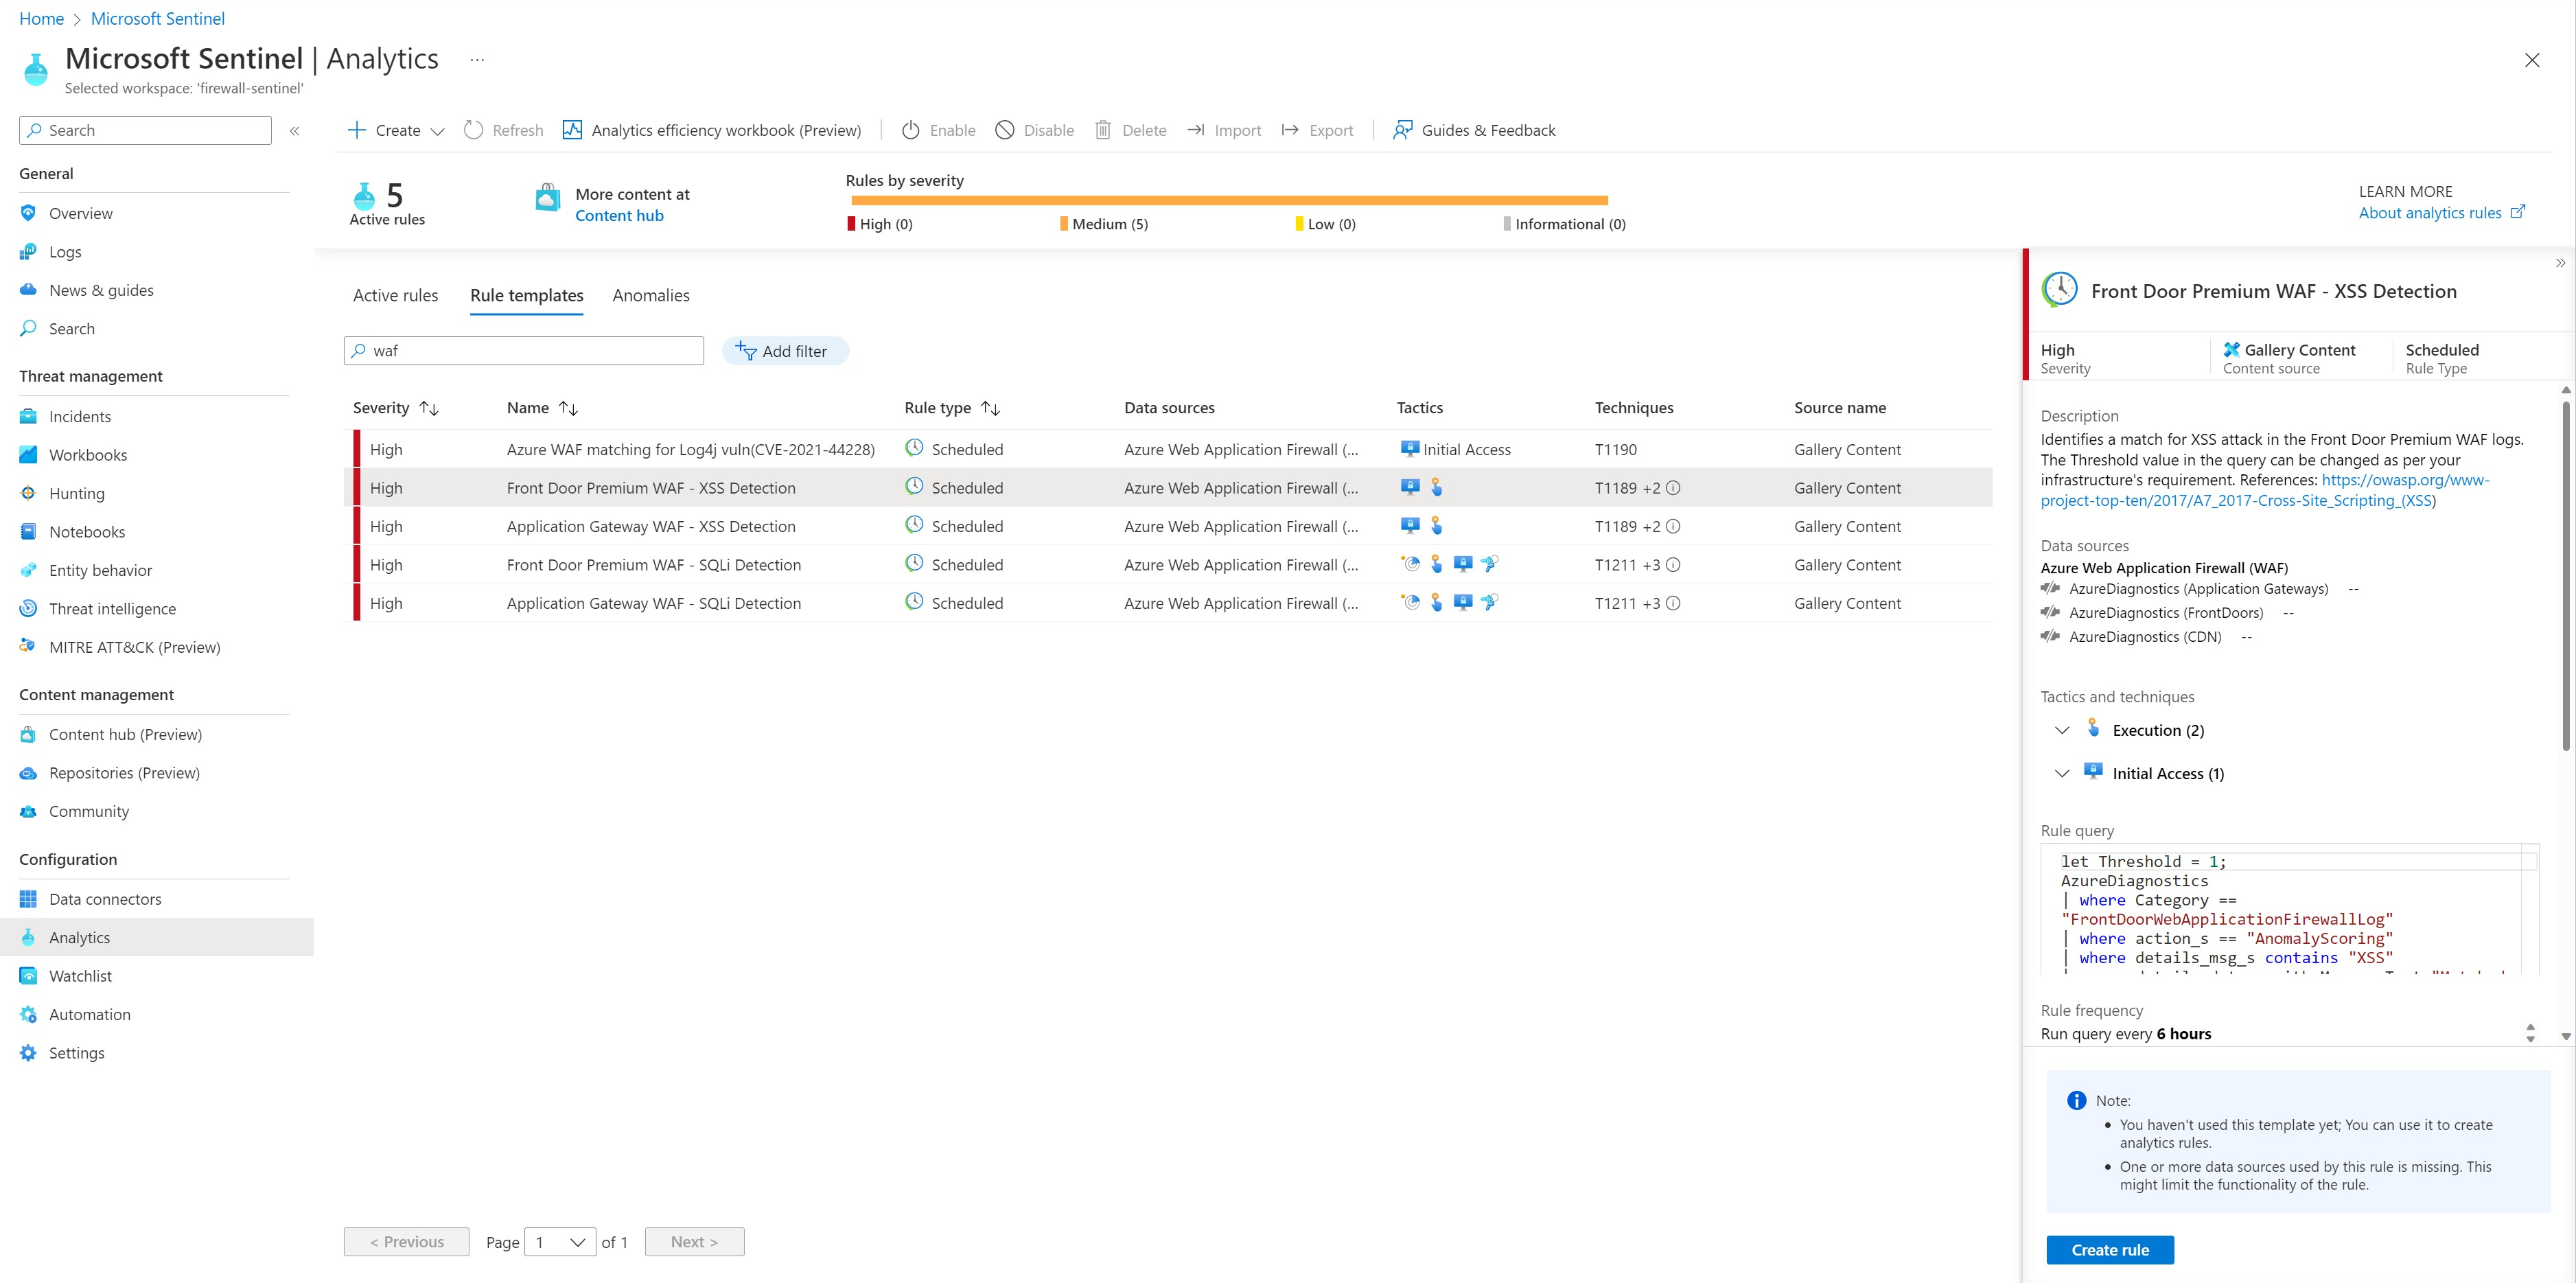 Home > Microsoft Sentinel
Microsoft Sentinel | Analytics ...
Selected workspace: 'firewall-sentinel'
Search
«
General
Overview
Logs
News & guides
Search
Threat management
Incidents
Workbooks
Hunting
Notebooks
Entity behavior
Threat intelligence
MITRE ATT&CK (Preview)
Content management
Content hub (Preview)
Repositories (Preview)
Community
Configuration
Data connectors
Analytics
Watchlist
Automation
Settings
Create Refresh Analytics efficiency workbook (Preview) Enable Disable Delete Import Export Guides & Feedback
5
Active rules
More content at
Content hub
Rules by severity
High (0) Medium (5) Low (0) Informational (0)
LEARN MORE
About analytics rules
Active rules Rule templates Anomalies
waf Add filter
Severity Name Rule type Data sources Tactics Techniques Source name
High Azure WAF matching for Log4j vuln(CVE-2021-44228) Scheduled Azure Web Application Firewall (... Initial Access T1190 Gallery Content
High Front Door Premium WAF - XSS Detection Scheduled Azure Web Application Firewall (... T1189 +2 Gallery Content
High Application Gateway WAF - XSS Detection Scheduled Azure Web Application Firewall (... T1189 +2 Gallery Content
High Front Door Premium WAF - SQLi Detection Scheduled Azure Web Application Firewall (... T1211 +3 Gallery Content
High Application Gateway WAF - SQLi Detection Scheduled Azure Web Application Firewall (... T1211 +3 Gallery Content
< Previous Page 1 of 1 Next >
»
Front Door Premium WAF - XSS Detection
High Gallery Content Scheduled
Severity Content source Rule Type
Description
Identifies a match for XSS attack in the Front Door Premium WAF logs.
The Threshold value in the query can be changed as per your
infrastructure's requirement. References: https://owasp.org/www-
project-top-ten/2017/A7_2017-Cross-Site_Scripting_(XSS)
Data sources
Azure Web Application Firewall (WAF)
AzureDiagnostics (Application Gateways) --
AzureDiagnostics (FrontDoors) --
AzureDiagnostics (CDN) --
Tactics and techniques
Execution (2)
Initial Access (1)
Rule query
let Threshold = 1;
AzureDiagnostics
| where Category ==
"FrontDoorWebApplicationFirewallLog"
| where action_s == "AnomalyScoring"
| where details_msg_s contains "XSS"
Rule frequency
Run query every 6 hours
Note:
• You haven't used this template yet; You can use it to create
analytics rules.
• One or more data sources used by this rule is missing. This
might limit the functionality of the rule.
Create rule